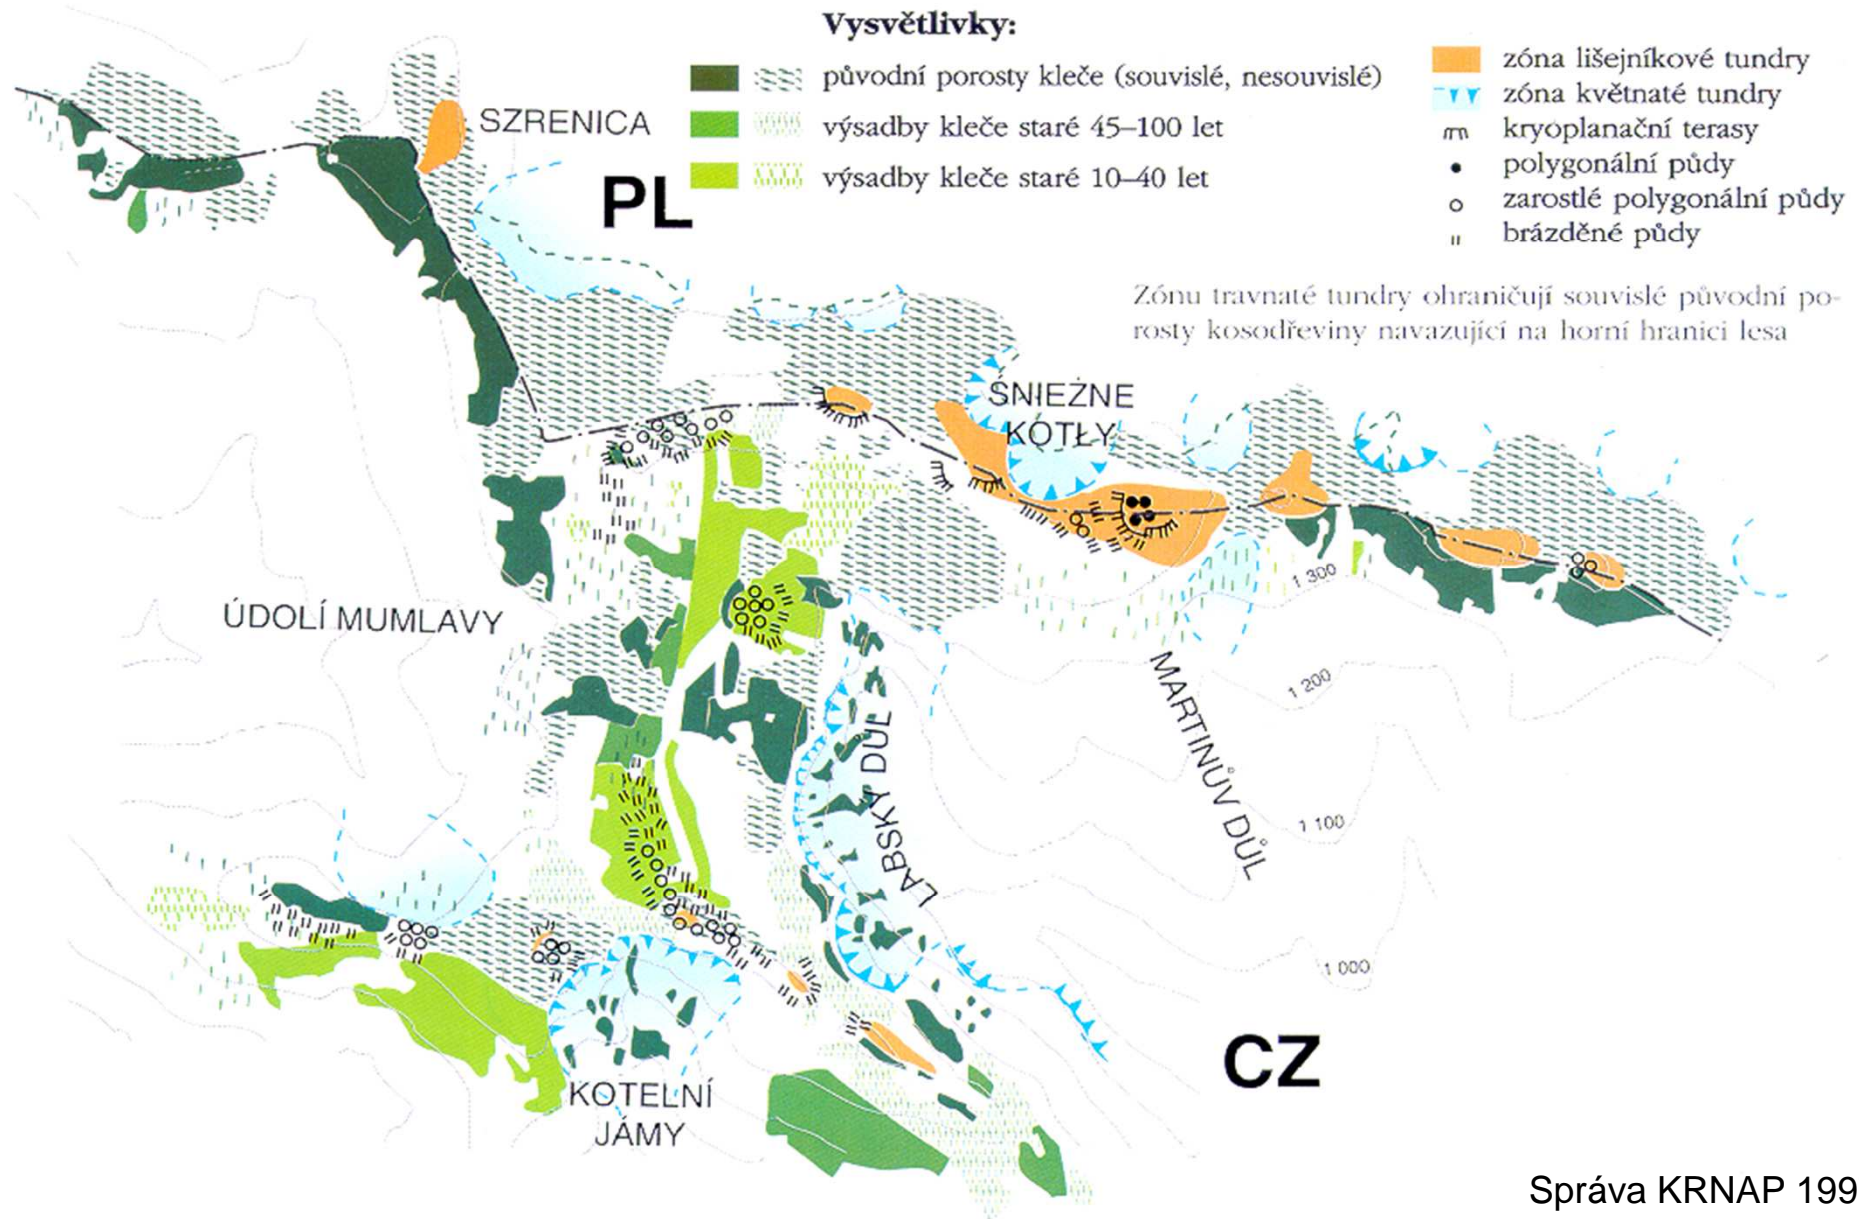 Vysvětlivky:
původní porosty kleče (souvislé, nesouvislé)
výsadby kleče staré 45–100 let
výsadby kleče staré 10–40 let
zóna lišejníkové tundry
zóna květnaté tundry
kryoplanační terasy
polygonální půdy
zarostlé polygonální půdy
brázděné půdy
Zónu travnaté tundry ohraničují souvislé původní po-
rosty kosodřeviny navazující na horní hranici lesa
SZRENICA
PL
ŚNIEŻNE
KOTŁY
ÚDOLÍ MUMLAVY
1 300
1 200
MARTINŮV DŮL
LABSKÝ DŮL
1 100
1 000
CZ
KOTELNÍ
JÁMY
Správa KRNAP 199